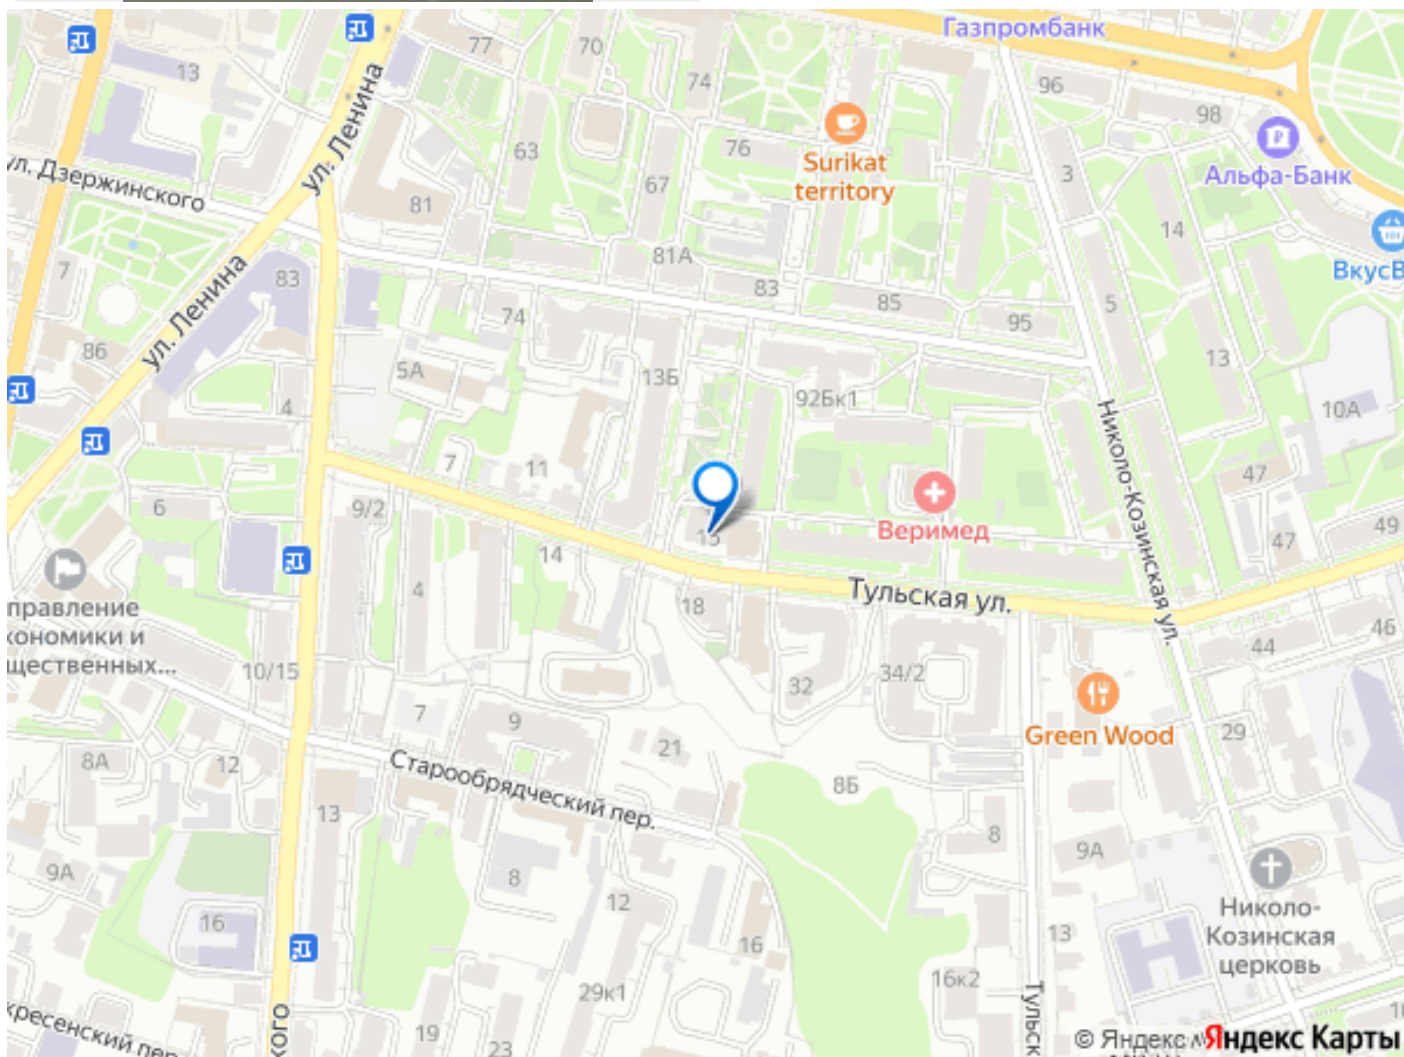 Газпромбанк
77
70
13
74
96
98
ул. Ленина
63
76
Surikat
territory
Альфа-Банк
ул. Дзержинского
67
3
81
14
81А
7
83
ул. Ленина
83
85
5
95
74
86
5А
13Б
13
92Бк1
10А
4
Николо-Козинская ул.
7
11
47
6
9/2
Веримед
15
49
47
14
4
Тульская ул.
18
46
правление
кономики и
щественных...
10/15
44
34/2
32
7
9
Green Wood
29
21
8А
12
Старообрядческий пер.
8Б
13
8
9А
9А
8
12
16
16
13
Николо-
Козинская
церковь
16к2
29к1
Тульск
кресенский пер.
кого
19
23
© Яндекс
Яндекс Карты